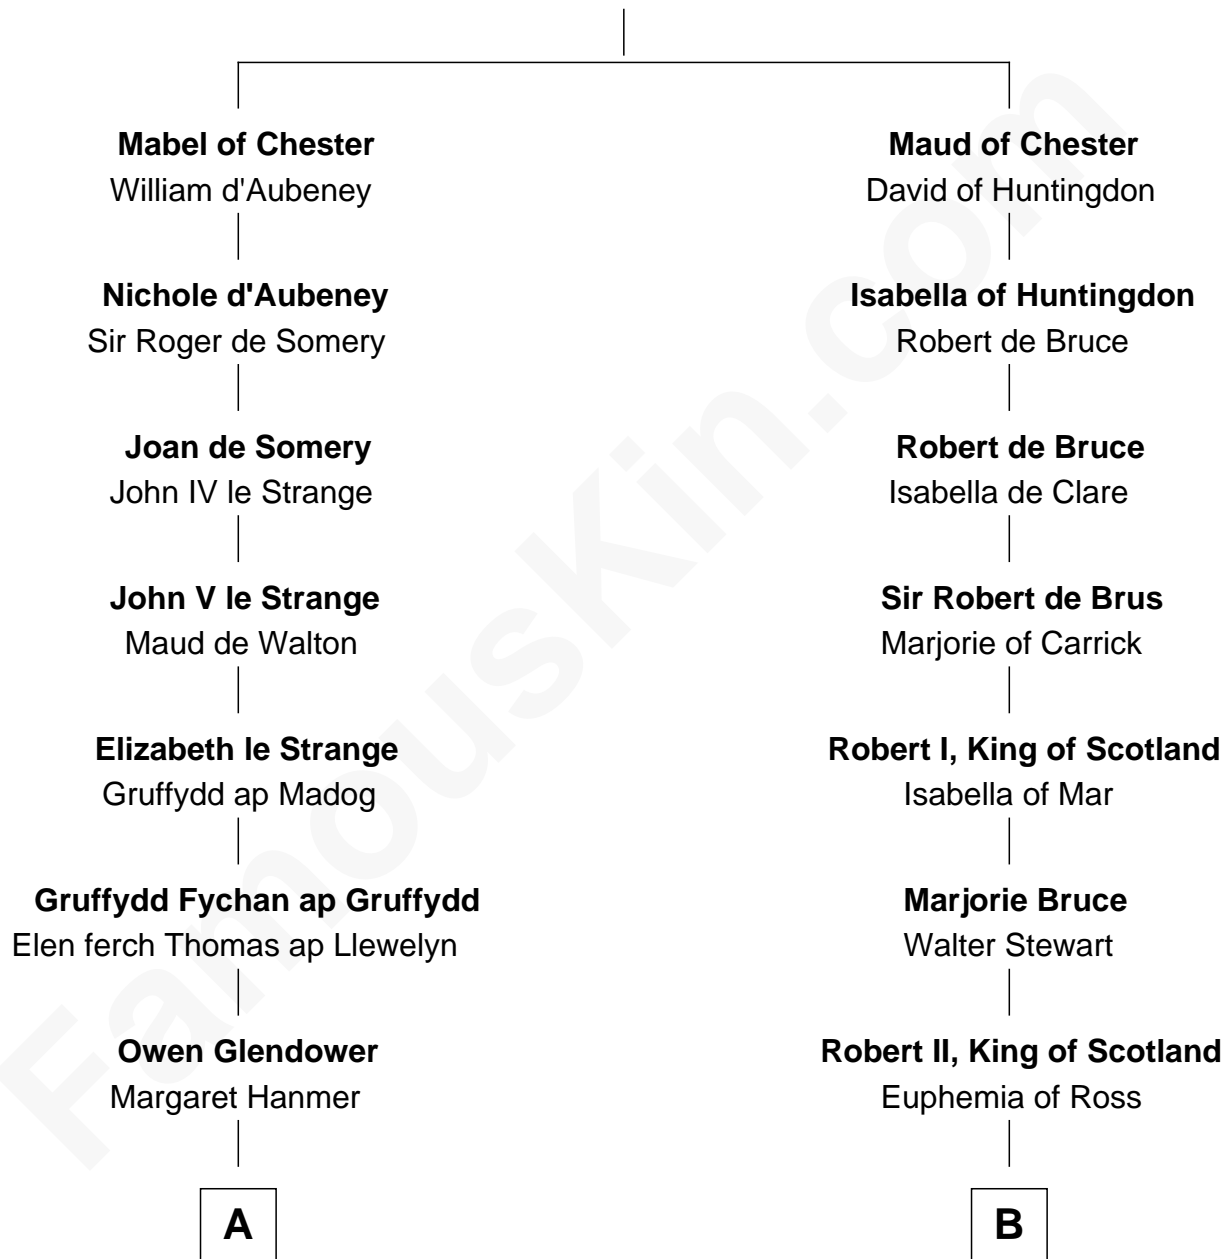 Mabel of Chester
William d'Aubeney
Nichole d'Aubeney
Sir Roger de Somery
Joan de Somery
John IV le Strange
John V le Strange
Maud de Walton
Elizabeth le Strange
Gruffydd ap Madog
Gruffydd Fychan ap Gruffydd
Elen ferch Thomas ap Llewelyn
Owen Glendower
Margaret Hanmer
A
Maud of Chester
David of Huntingdon
Isabella of Huntingdon
Robert de Bruce
Robert de Bruce
Isabella de Clare
Sir Robert de Brus
Marjorie of Carrick
Robert I, King of Scotland
Isabella of Mar
Marjorie Bruce
Walter Stewart
Robert II, King of Scotland
Euphemia of Ross
B
FamousKin.com